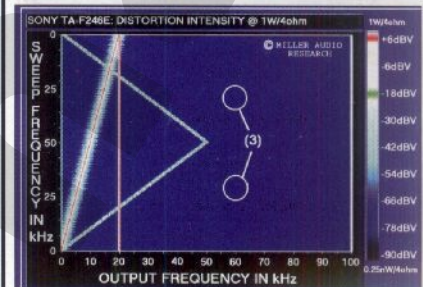 SONY TA-F246E: DISTORTION INTENSITY @ 1W/4ohm
1W/4ohm
© MILLER AUDIO
RESEARCH
SWEEP FREQUENCY IN
kHz
0
25
50
25
0
(3)
0 10 20 30 40 50 60 70 80 90 100
OUTPUT FREQUENCY IN kHz
+6dBV
-6dBV
-18dBV
-30dBV
-42dBV
-54dBV
-66dBV
-78dBV
-90dBV
0.25nW/4ohm